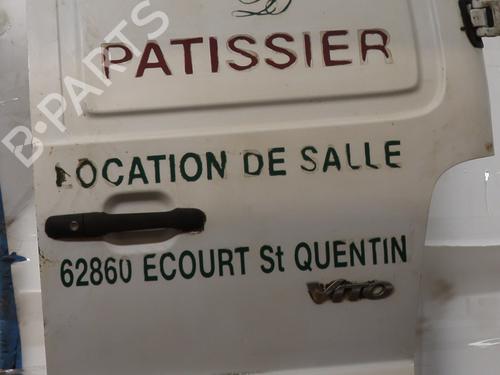 PATISSIER
B-PARTS
LOCATION DE SALLE
62860 ECOURT St QUENTIN
VITO